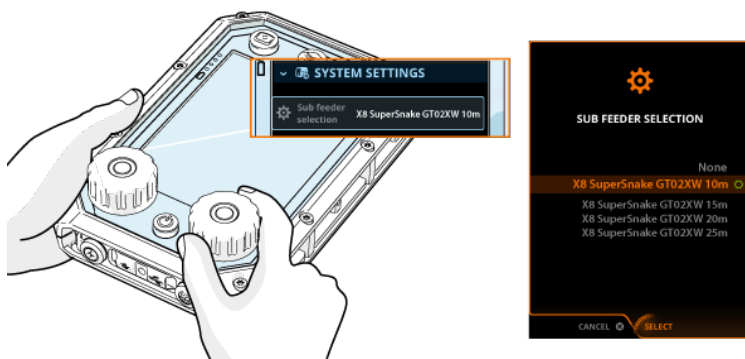 SYSTEM SETTINGS
Sub feeder
selection
X8 SuperSnake GT02XW 10m
SUB FEEDER SELECTION
None
X8 SuperSnake GT02XW 10m
X8 SuperSnake GT02XW 15m
X8 SuperSnake GT02XW 20m
X8 SuperSnake GT02XW 25m
CANCEL
SELECT